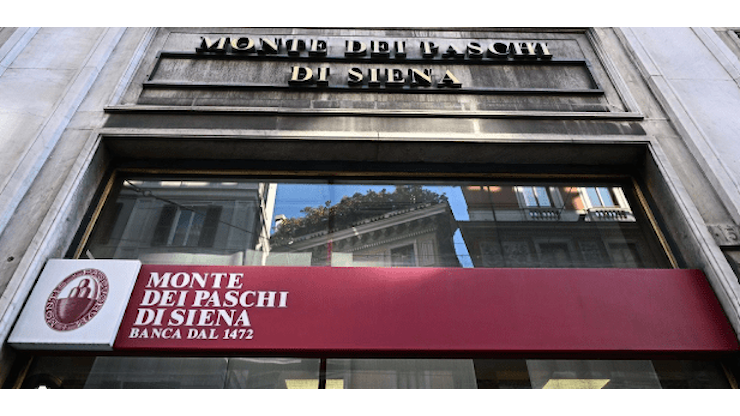 MONTE DEI PASCHI
DI SIENA
MONTE
DEI PASCHI
DI SIENA
BANCA DAL 1472